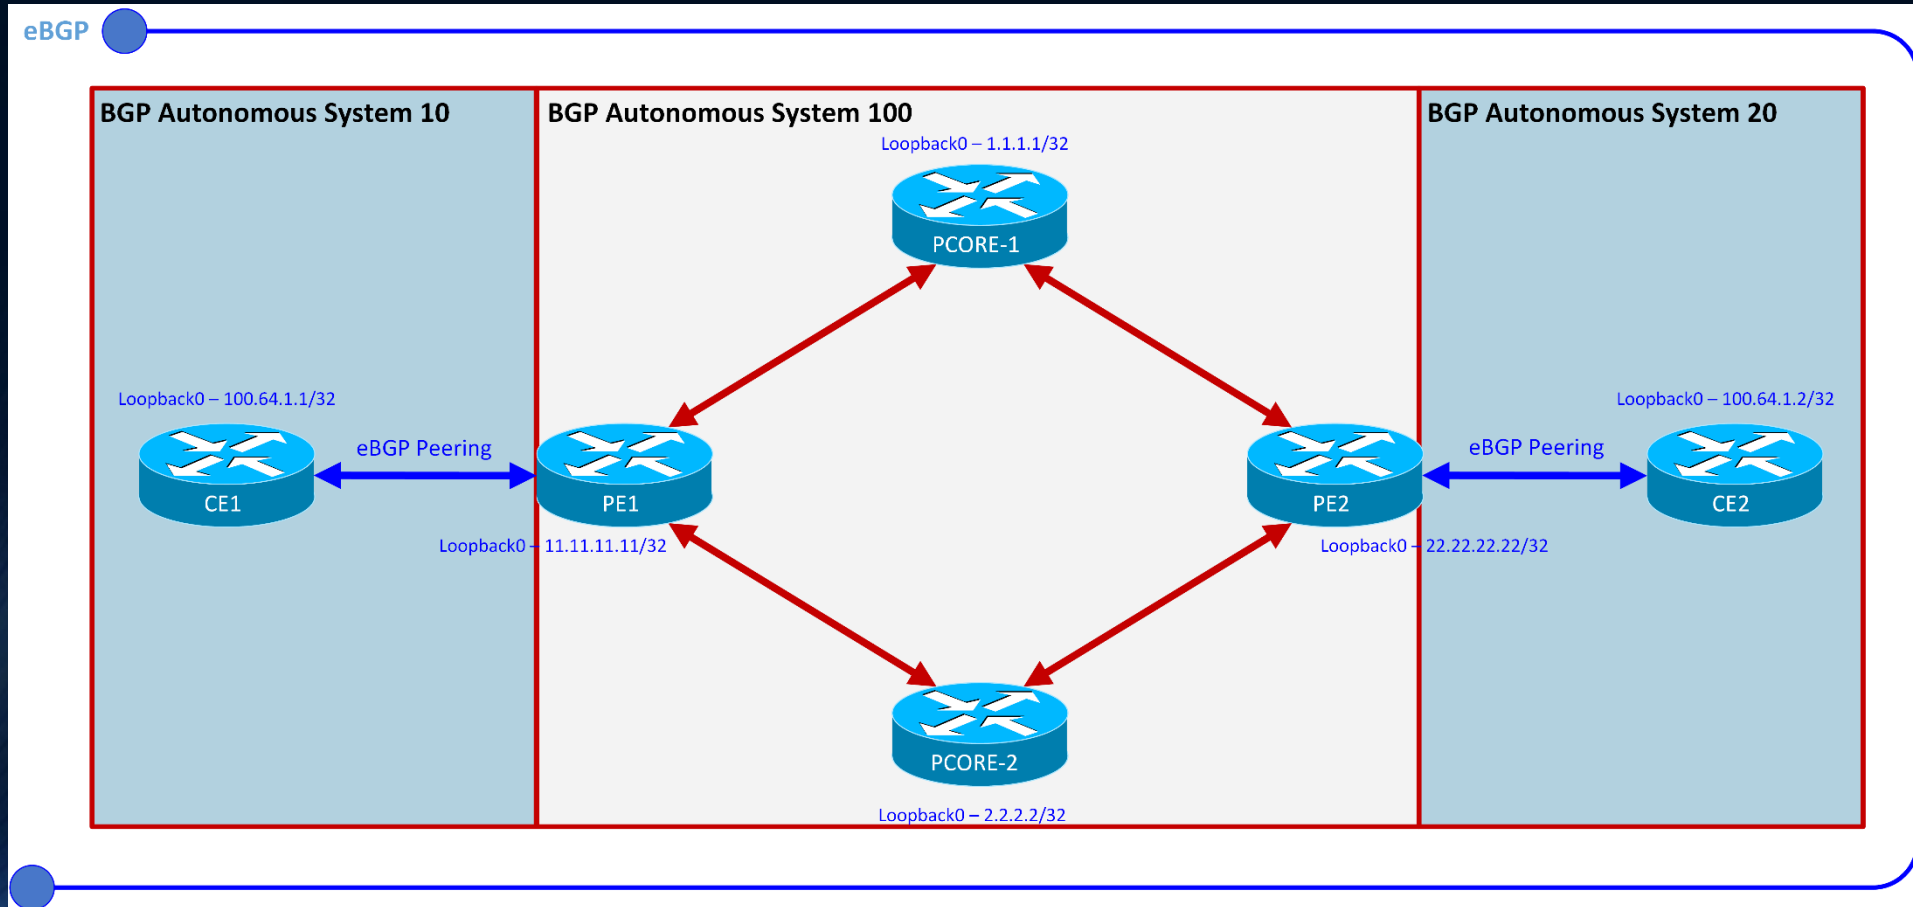 eBGP
BGP Autonomous System 10
BGP Autonomous System 100
BGP Autonomous System 20
Loopback0 – 1.1.1.1/32
PCORE-1
Loopback0 – 100.64.1.1/32
Loopback0 – 100.64.1.2/32
eBGP Peering
eBGP Peering
CE1
PE1
PE2
CE2
Loopback0 – 11.11.11.11/32
Loopback0 – 22.22.22.22/32
PCORE-2
Loopback0 – 2.2.2.2/32